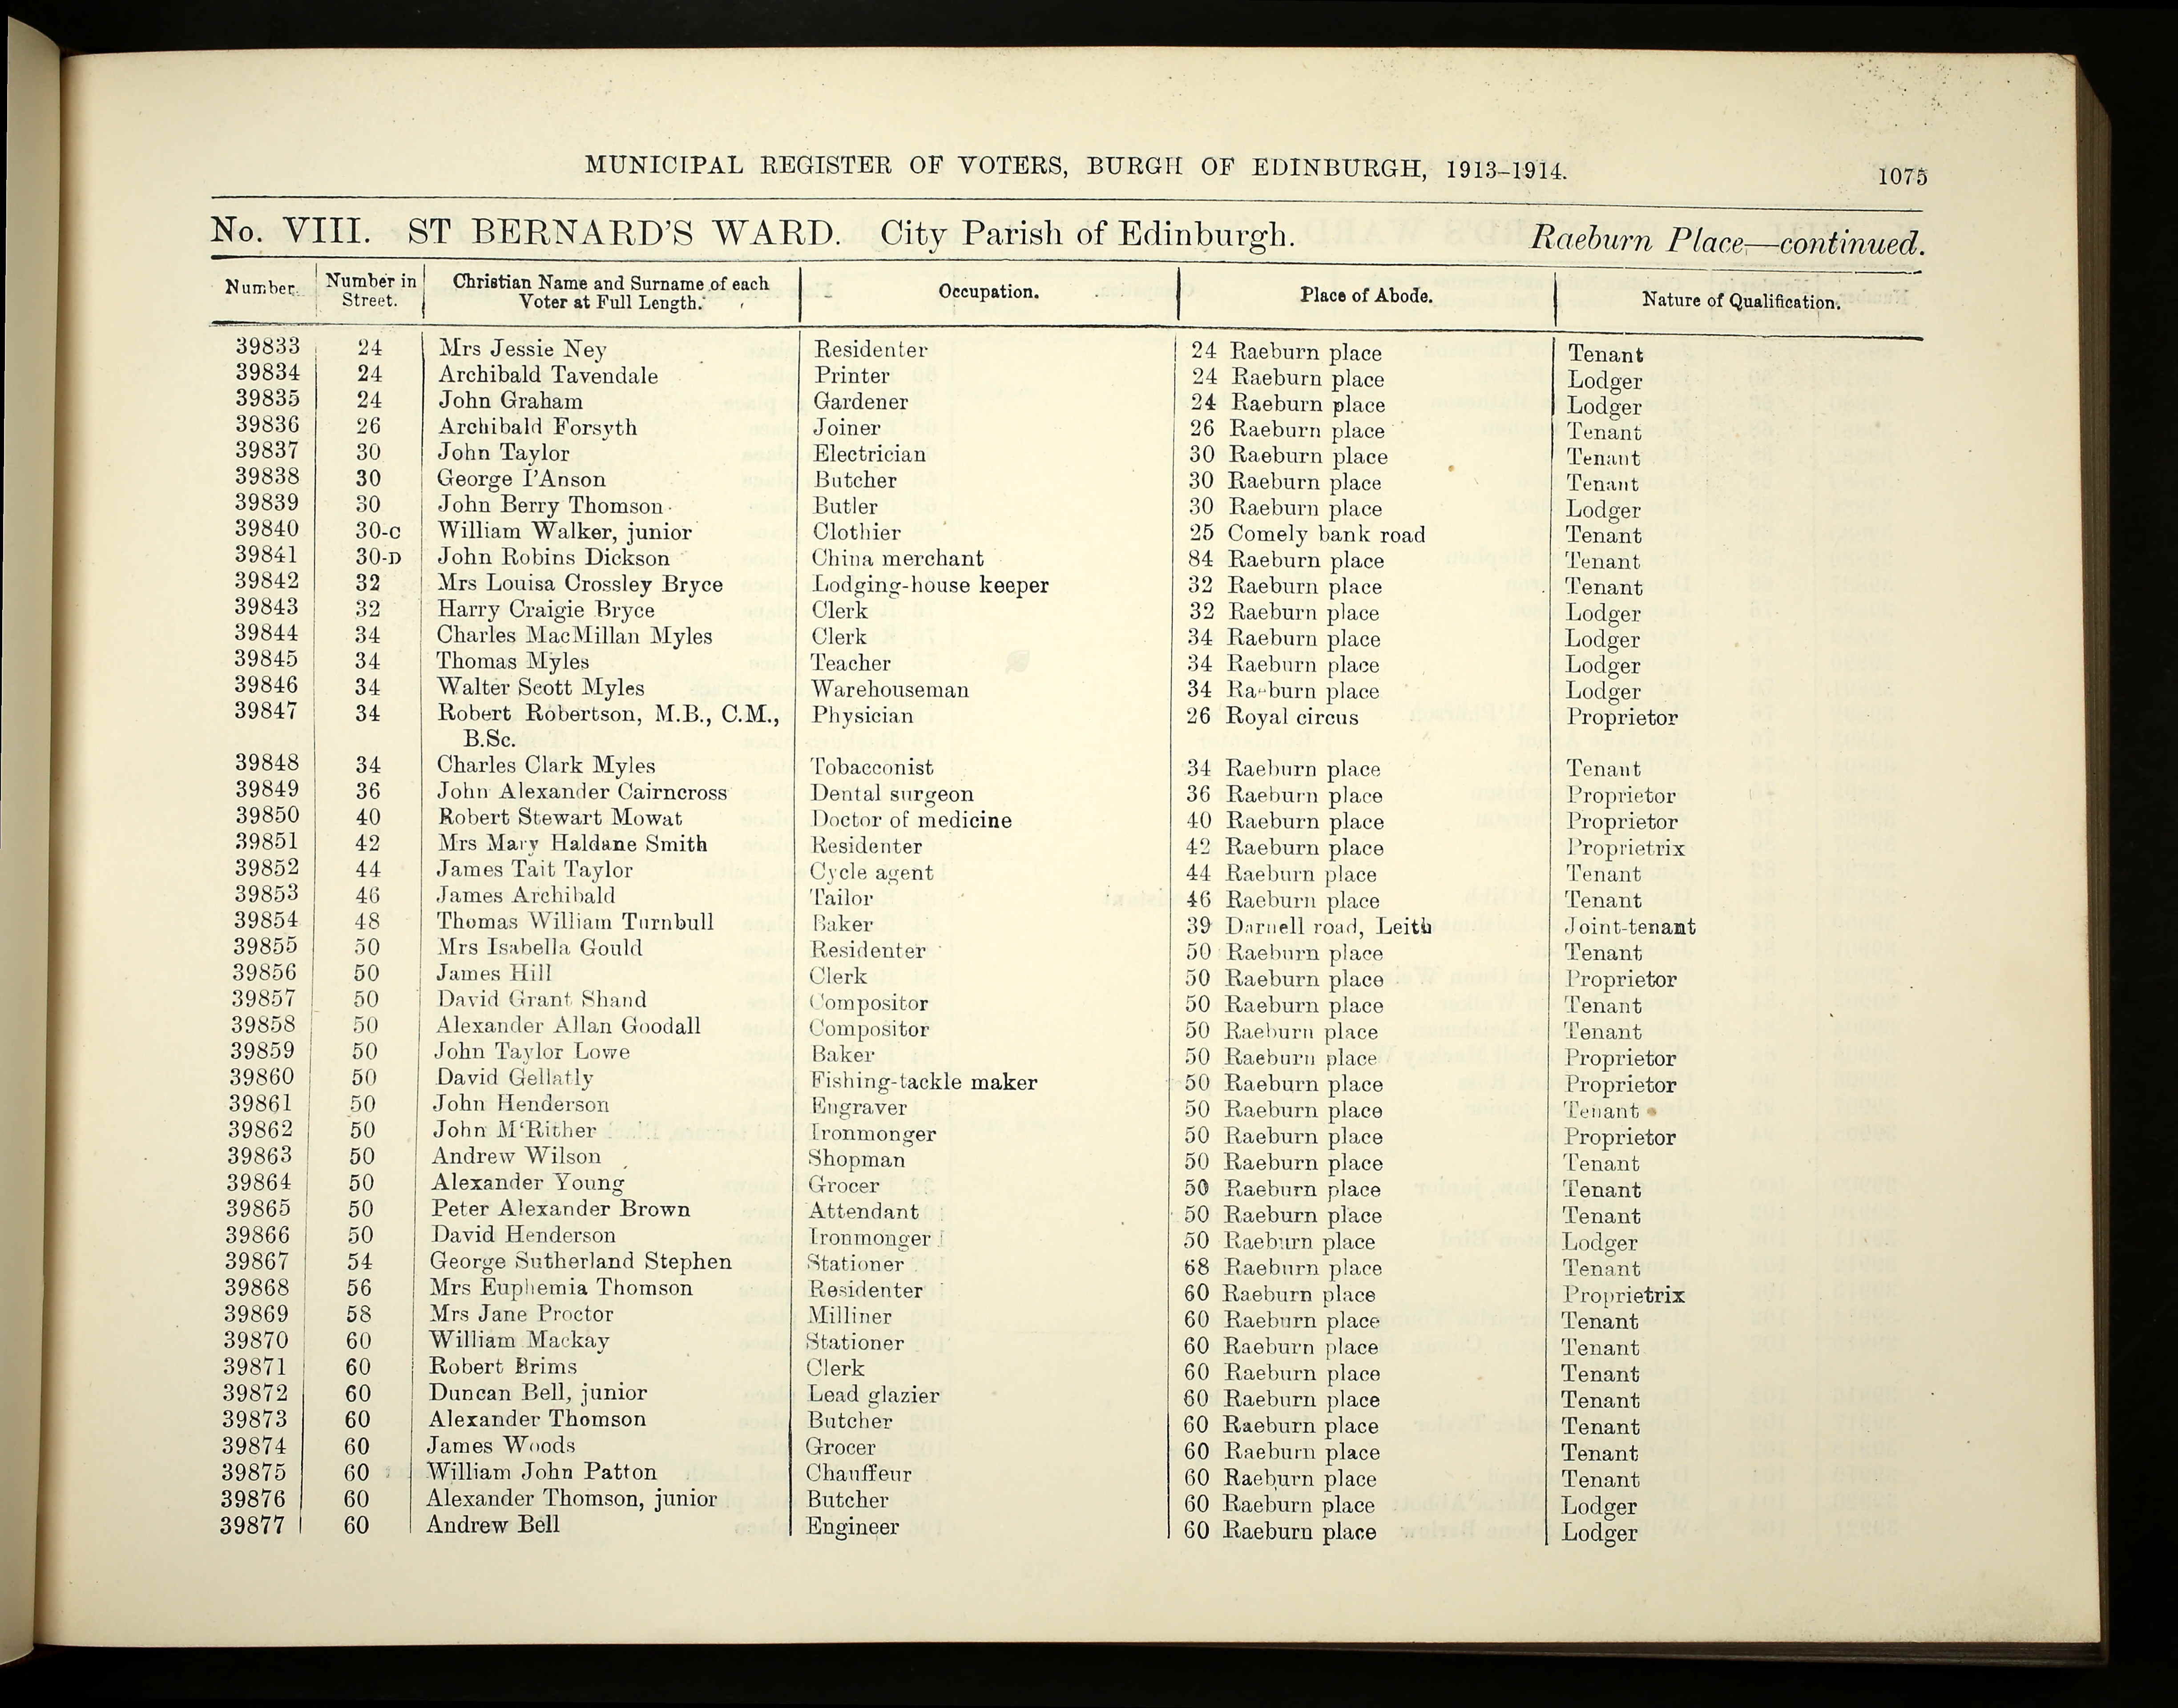 MUNICIPAL REGISTER OF VOTERS, BURGH OF EDINBURGH, 1913-1914. 1075
No. VIII. ST BERNARD'S WARD. City Parish of Edinburgh. Raeburn Place,—continued.
Number. Number in Street. Christian Name and Surname of each Voter at Full Length. Occupation. Place of Abode. Nature of Qualification.
39833 24 Mrs Jessie Ney Residenter 24 Raeburn place Tenant
39834 24 Archibald Tavendale Printer 24 Raeburn place Lodger
39835 24 John Graham Gardener 24 Raeburn place Lodger
39836 26 Archibald Forsyth Joiner 26 Raeburn place Tenant
39837 30 John Taylor Electrician 30 Raeburn place Tenant
39838 30 George I'Anson Butcher 30 Raeburn place Tenant
39839 30 John Berry Thomson Butler 30 Raeburn place Lodger
39840 30-C William Walker, junior Clothier 25 Comely bank road Tenant
39841 30-D John Robins Dickson China merchant 84 Raeburn place Tenant
39842 32 Mrs Louisa Crossley Bryce Lodging-house keeper 32 Raeburn place Tenant
39843 32 Harry Craigie Bryce Clerk 32 Raeburn place Lodger
39844 34 Charles MacMillan Myles Clerk 34 Raeburn place Lodger
39845 34 Thomas Myles Teacher 34 Raeburn place Lodger
39846 34 Walter Scott Myles Warehouseman 34 Raeburn place Lodger
39847 34 Robert Robertson, M.B., C.M., Physician 26 Royal circus Proprietor
B.Sc.
39848 34 Charles Clark Myles Tobacconist 34 Raeburn place Tenant
39849 36 John Alexander Cairncross Dental surgeon 36 Raeburn place Proprietor
39850 40 Robert Stewart Mowat Doctor of medicine 40 Raeburn place Proprietor
39851 42 Mrs Mary Haldane Smith Residenter 42 Raeburn place Proprietrix
39852 44 James Tait Taylor Cycle agent 44 Raeburn place Tenant
39853 46 James Archibald Tailor 46 Raeburn place Tenant
39854 48 Thomas William Turnbull Baker 39 Darnell road, Leith Joint-tenant
39855 50 Mrs Isabella Gould Residenter 50 Raeburn place Tenant
39856 50 James Hill Clerk 50 Raeburn place Proprietor
39857 50 David Grant Shand Compositor 50 Raeburn place Tenant
39858 50 Alexander Allan Goodall Compositor 50 Raeburn place Tenant
39859 50 John Taylor Lowe Baker 50 Raeburn place Proprietor
39860 50 David Gellatly Fishing-tackle maker 50 Raeburn place Proprietor
39861 50 John Henderson Engraver 50 Raeburn place Tenant
39862 50 John M'Rither Ironmonger 50 Raeburn place Proprietor
39863 50 Andrew Wilson Shopman 50 Raeburn place Tenant
39864 50 Alexander Young Grocer 50 Raeburn place Tenant
39865 50 Peter Alexander Brown Attendant 50 Raeburn place Tenant
39866 50 David Henderson Ironmonger 50 Raeburn place Lodger
39867 54 George Sutherland Stephen Stationer 68 Raeburn place Tenant
39868 56 Mrs Euphemia Thomson Residenter 60 Raeburn place Proprietrix
39869 58 Mrs Jane Proctor Milliner 60 Raeburn place Tenant
39870 60 William Mackay Stationer 60 Raeburn place Tenant
39871 60 Robert Brims Clerk 60 Raeburn place Tenant
39872 60 Duncan Bell, junior Lead glazier 60 Raeburn place Tenant
39873 60 Alexander Thomson Butcher 60 Raeburn place Tenant
39874 60 James Woods Grocer 60 Raeburn place Tenant
39875 60 William John Patton Chauffeur 60 Raeburn place Tenant
39876 60 Alexander Thomson, junior Butcher 60 Raeburn place Lodger
39877 60 Andrew Bell Engineer 60 Raeburn place Lodger